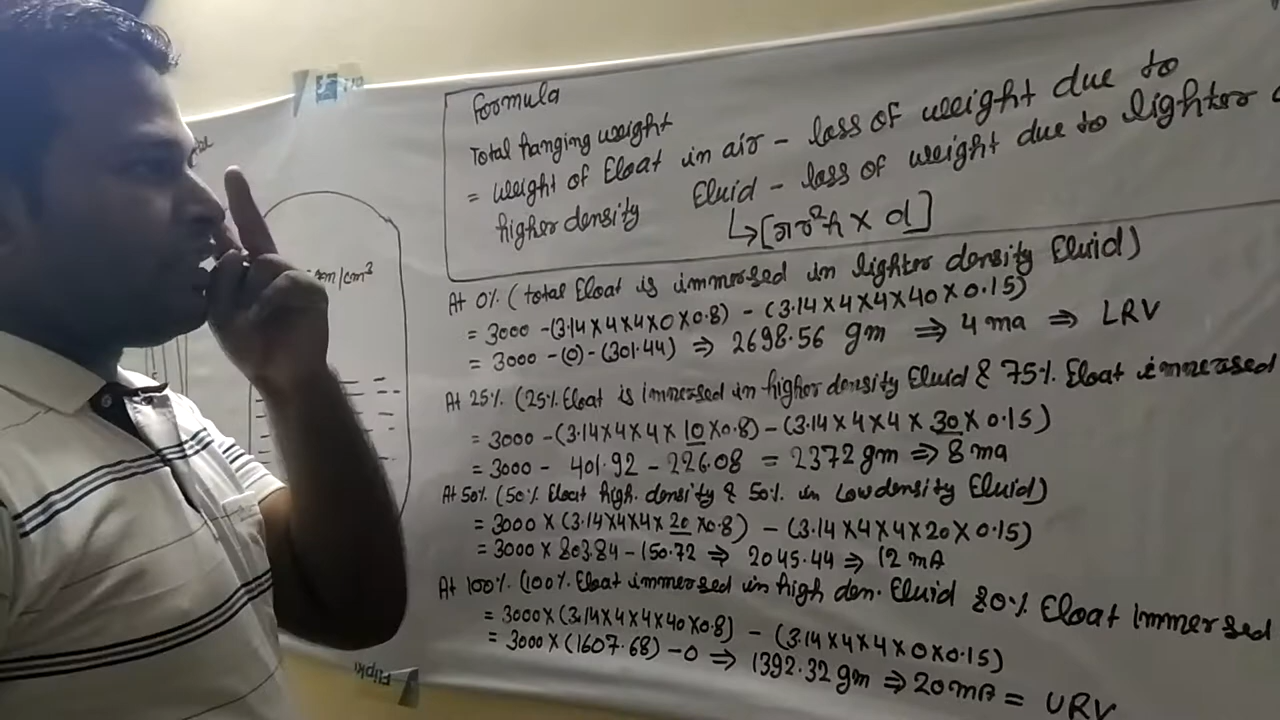 Formula
Total hanging weight
= weight of float in air - loss of weight due to
higher density fluid - loss of weight due to lighter
↳[πr²h × d]
gm/cm³
At 0% (total float is immersed in lighter density fluid)
= 3000 -(3.14×4×4×0×0.8) - (3.14×4×4×40×0.15)
= 3000 -(0) - (301.44) ⇒ 2698.56 gm ⇒ 4 ma ⇒ LRV
At 25% (25% float is immersed in higher density fluid & 75% float immersed
= 3000 -(3.14×4×4× 10 ×0.8) - (3.14×4×4× 30×0.15)
= 3000 - 401.92 - 226.08 = 2372 gm ⇒ 8 ma
At 50% (50% float high. density & 50% in Low density fluid)
= 3000 × (3.14×4×4× 20 ×0.8) - (3.14×4×4×20×0.15)
= 3000 × 803.84 - 150.72 ⇒ 2045.44 ⇒ 12 mA
At 100% (100% float immersed in high den. fluid &0% float immersed
= 3000×(3.14×4×4×40×0.8) - (3.14×4×4×0×0.15)
= 3000×(1607.68) -0 ⇒ 1392.32 gm ⇒ 20mA = URV